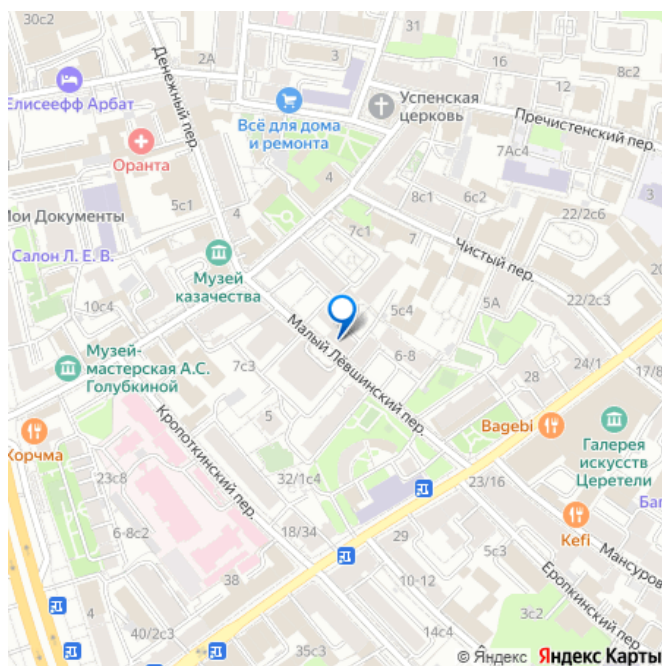 30с2
Денежный пер.
2А
3
31
16
12
8с2
Елисеефф Арбат
Всё для дома
и ремонта
Успенская
церковь
Пречистенский пер.
Оранта
7Ас4
5с1
4
4
8с1
6с2
22/2с6
Мои Документы
7с1
7
Чистый пер.
Салон Л. Е. В.
Музей
казачества
10с4
5с4
5А
22/2с3
Малый Лёвшинский пер.
6-8
24/1
17/8
Музей-
мастерская А.С.
Голубкиной
7с3
28
5
Bagebi
Корчма
Кропоткинский пер.
Галерея
искусств
Церетели
23с8
32/1с4
23/16
6-8с2
18/34
29
Kefi
5с3
Мансуров
38
10-12
Еропкинский пер.
4
3с2
40/2с3
35с3
14с4
© Яндекс Яндекс Карты